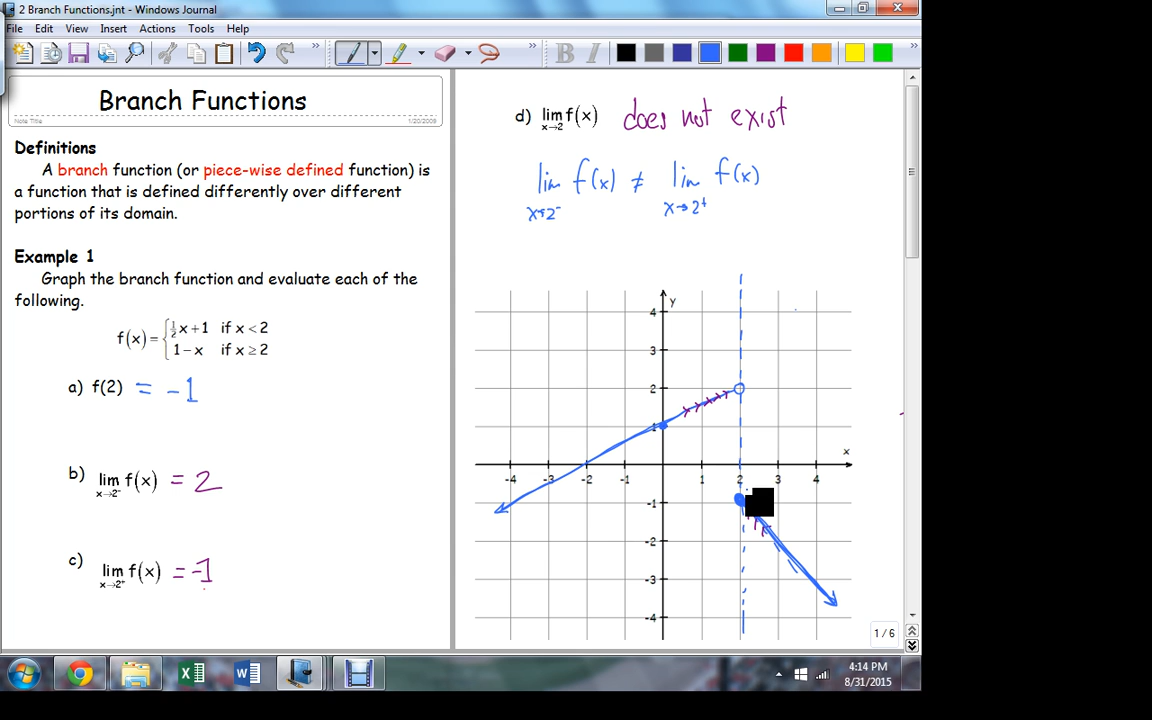 2 Branch Functions.jnt - Windows Journal
File Edit View Insert Actions Tools Help
B I
Branch Functions
Note Title
1/20/2009
Definitions
A branch function (or piece-wise defined function) is
a function that is defined differently over different
portions of its domain.
Example 1
Graph the branch function and evaluate each of the
following.
f(x) = { ½x + 1 if x < 2
1 - x if x ≥ 2
a) f(2) = -1
b) lim f(x) = 2
x→2⁻
c) lim f(x) = -1
x→2⁺
d) lim f(x) does not exist
x→2
lim f(x) ≠ lim f(x)
x→2⁻ x→2⁺
y
4
3
2
1
x
-4 -3 -2 -1 1 2 3 4
-1
-2
-3
-4
1 / 6
4:14 PM
8/31/2015